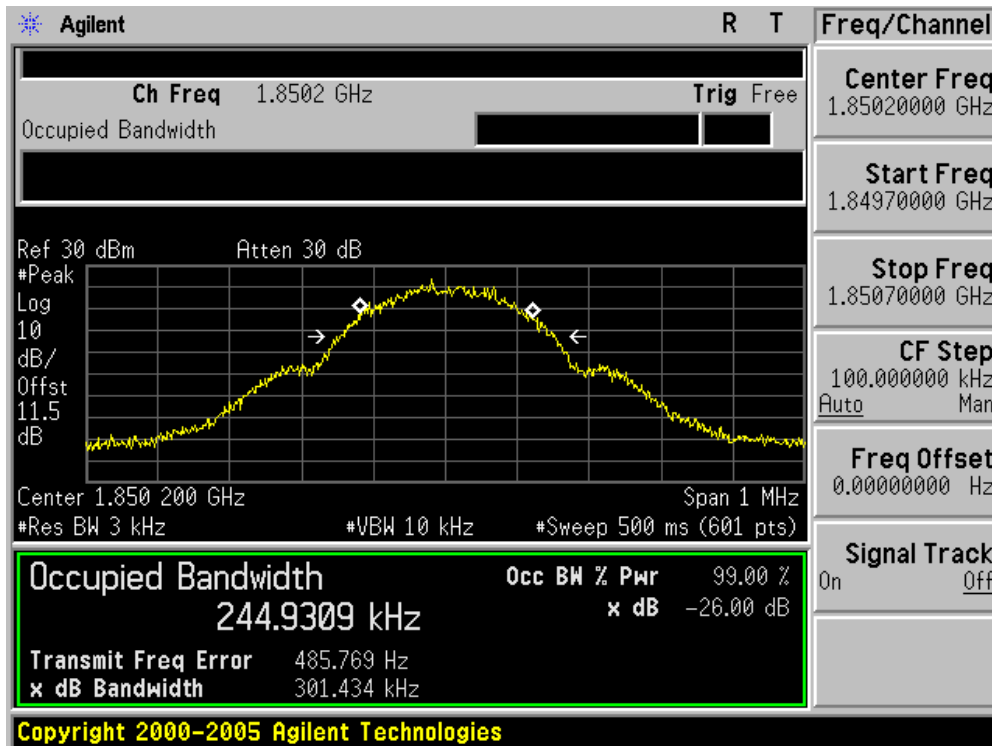 Agilent R T
Ch Freq 1.8502 GHz Trig Free
Occupied Bandwidth
Ref 30 dBm Atten 30 dB
#Peak
Log
10
dB/
Offst
11.5
dB
Center 1.850 200 GHz Span 1 MHz
#Res BW 3 kHz #VBW 10 kHz #Sweep 500 ms (601 pts)
Occupied Bandwidth
244.9309 kHz
Occ BW % Pwr 99.00 %
x dB -26.00 dB
Transmit Freq Error 485.769 Hz
x dB Bandwidth 301.434 kHz
Copyright 2000-2005 Agilent Technologies
Freq/Channel
Center Freq
1.85020000 GHz
Start Freq
1.84970000 GHz
Stop Freq
1.85070000 GHz
CF Step
100.000000 kHz
Auto Man
Freq Offset
0.00000000 Hz
Signal Track
On Off